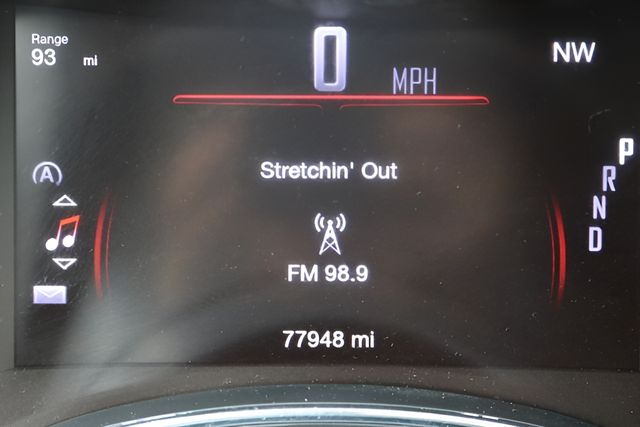 Range
93 mi
0 MPH
NW
A
Stretchin' Out
FM 98.9
77948 mi
P
R
N
D